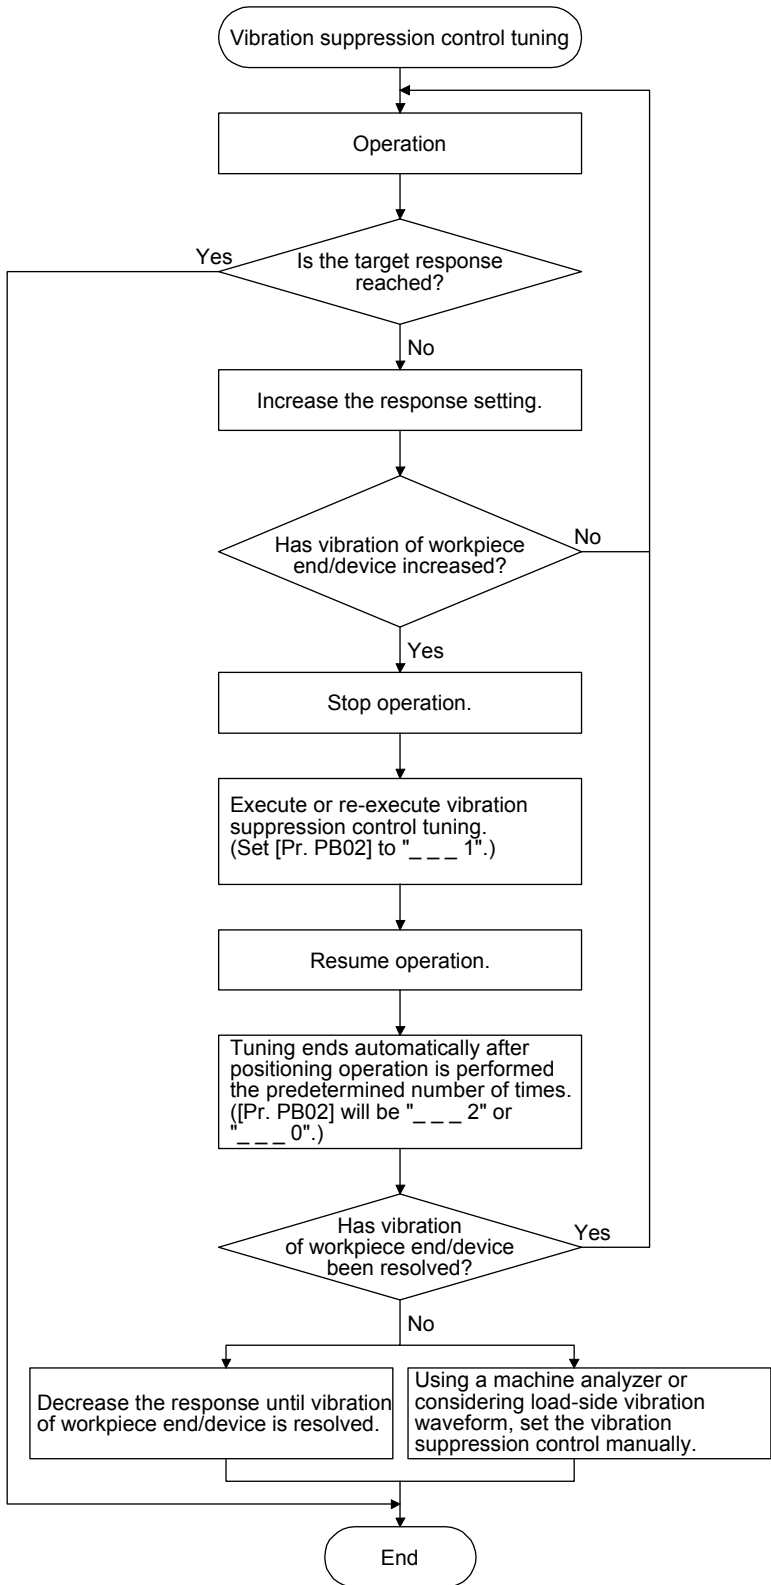 Vibration suppression control tuning
Operation
Yes
Is the target response
reached?
No
Increase the response setting.
Has vibration of workpiece
end/device increased?
No
Yes
Stop operation.
Execute or re-execute vibration
suppression control tuning.
(Set [Pr. PB02] to "_ _ _ 1".)
Resume operation.
Tuning ends automatically after
positioning operation is performed
the predetermined number of times.
([Pr. PB02] will be "_ _ _ 2" or
"_ _ _ 0".)
Has vibration
of workpiece end/device
been resolved?
Yes
No
Decrease the response until vibration
of workpiece end/device is resolved.
Using a machine analyzer or
considering load-side vibration
waveform, set the vibration
suppression control manually.
End